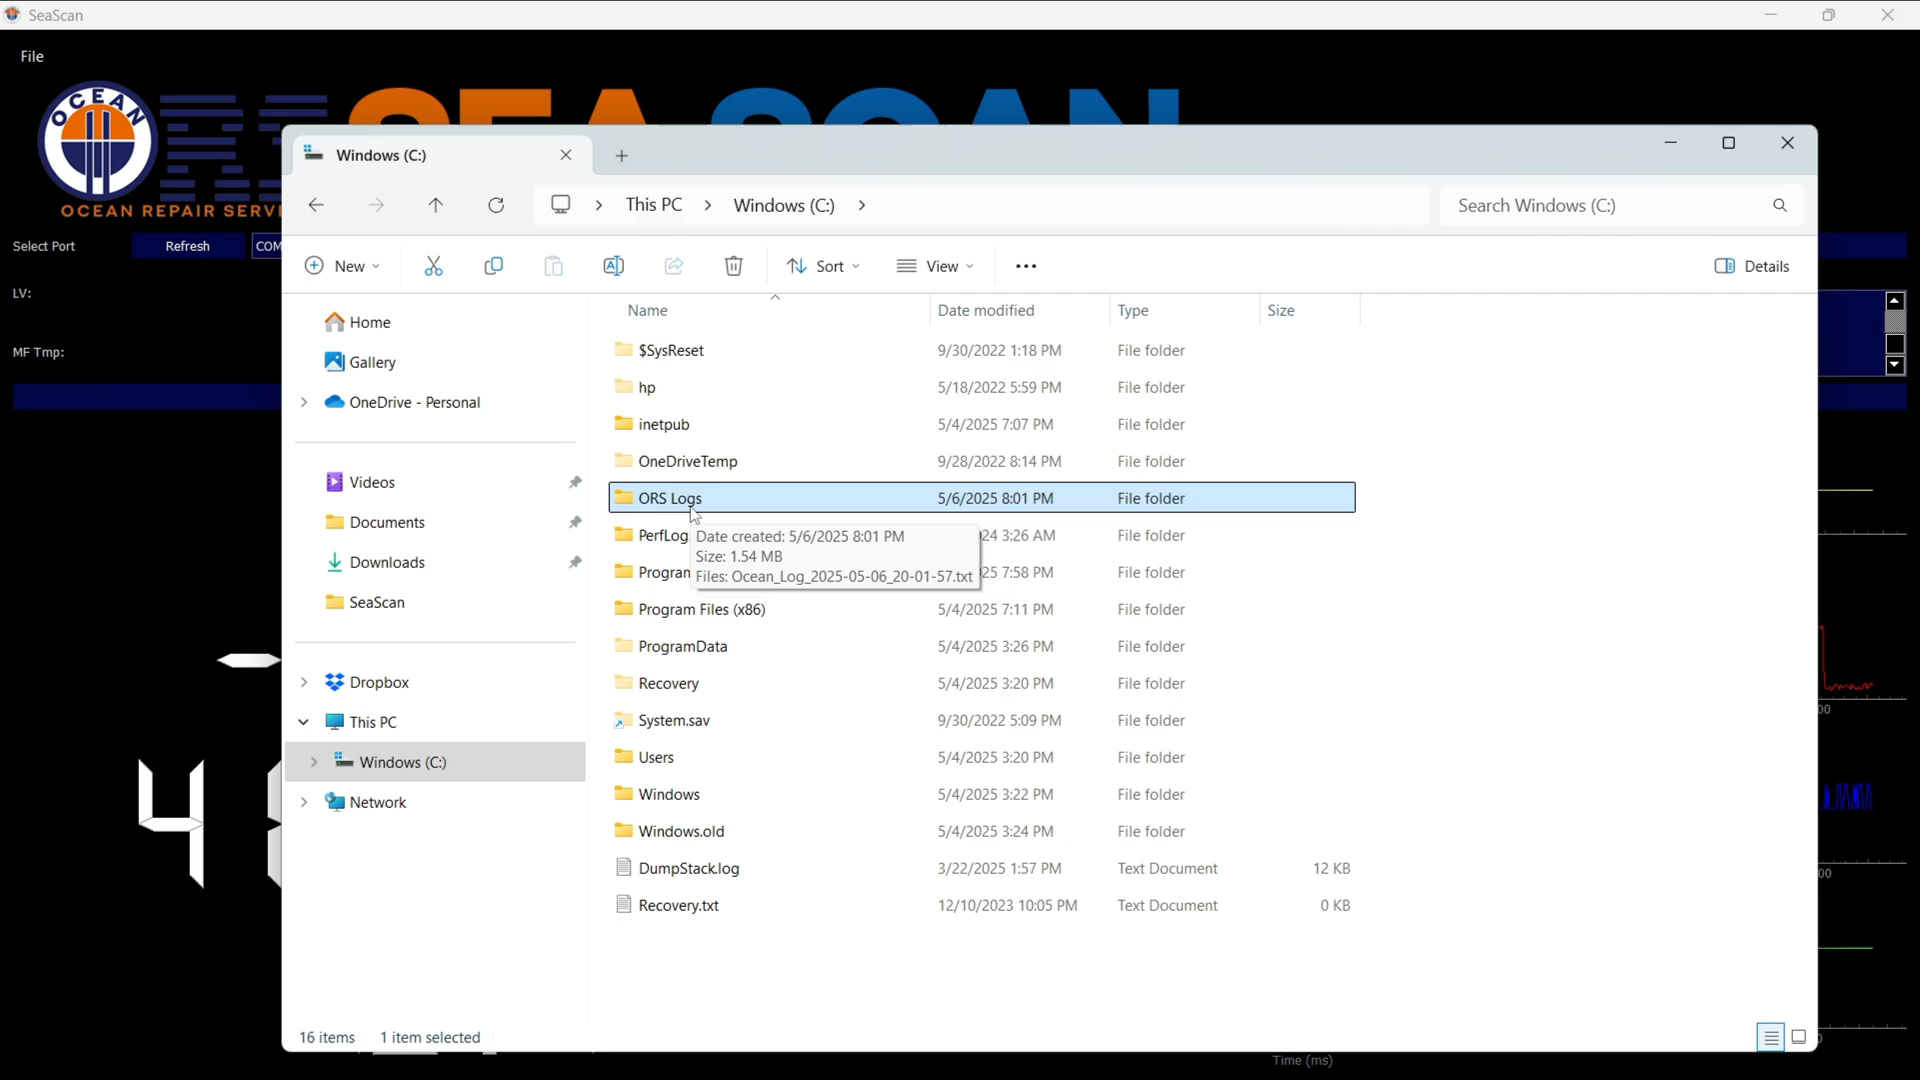 SeaScan
File
OCEAN
SEA SCAN
OCEAN REPAIR SERVI
Select Port
Refresh
COM
LV:
MF Tmp:
4
Windows (C:)
This PC
Windows (C:)
Search Windows (C:)
New
Sort
View
Details
Home
Gallery
OneDrive - Personal
Videos
Documents
Downloads
SeaScan
Dropbox
This PC
Windows (C:)
Network
Name Date modified Type Size
$SysReset 9/30/2022 1:18 PM File folder
hp 5/18/2022 5:59 PM File folder
inetpub 5/4/2025 7:07 PM File folder
OneDriveTemp 9/28/2022 8:14 PM File folder
ORS Logs 5/6/2025 8:01 PM File folder
PerfLog 24 3:26 AM File folder
Program 25 7:58 PM File folder
Date created: 5/6/2025 8:01 PM
Size: 1.54 MB
Files: Ocean_Log_2025-05-06_20-01-57.txt
Program Files (x86) 5/4/2025 7:11 PM File folder
ProgramData 5/4/2025 3:26 PM File folder
Recovery 5/4/2025 3:20 PM File folder
System.sav 9/30/2022 5:09 PM File folder
Users 5/4/2025 3:20 PM File folder
Windows 5/4/2025 3:22 PM File folder
Windows.old 5/4/2025 3:24 PM File folder
DumpStack.log 3/22/2025 1:57 PM Text Document 12 KB
Recovery.txt 12/10/2023 10:05 PM Text Document 0 KB
16 items 1 item selected
00
00
0
Time (ms)